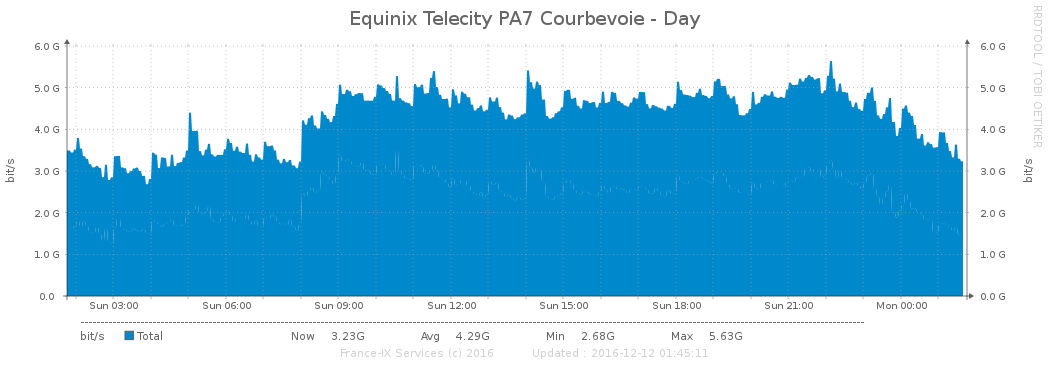 Equinix Telecity PA7 Courbevoie - Day
RRDTOOL / TOBI OETIKER
bit/s
6.0 G 6.0 G
5.0 G 5.0 G
4.0 G 4.0 G
3.0 G 3.0 G
2.0 G 2.0 G
1.0 G 1.0 G
0.0 0.0 G
bit/s
Sun 03:00 Sun 06:00 Sun 09:00 Sun 12:00 Sun 15:00 Sun 18:00 Sun 21:00 Mon 00:00
bit/s Total Now 3.23G Avg 4.29G Min 2.68G Max 5.63G
France-IX Services (c) 2016 Updated : 2016-12-12 01:45:11